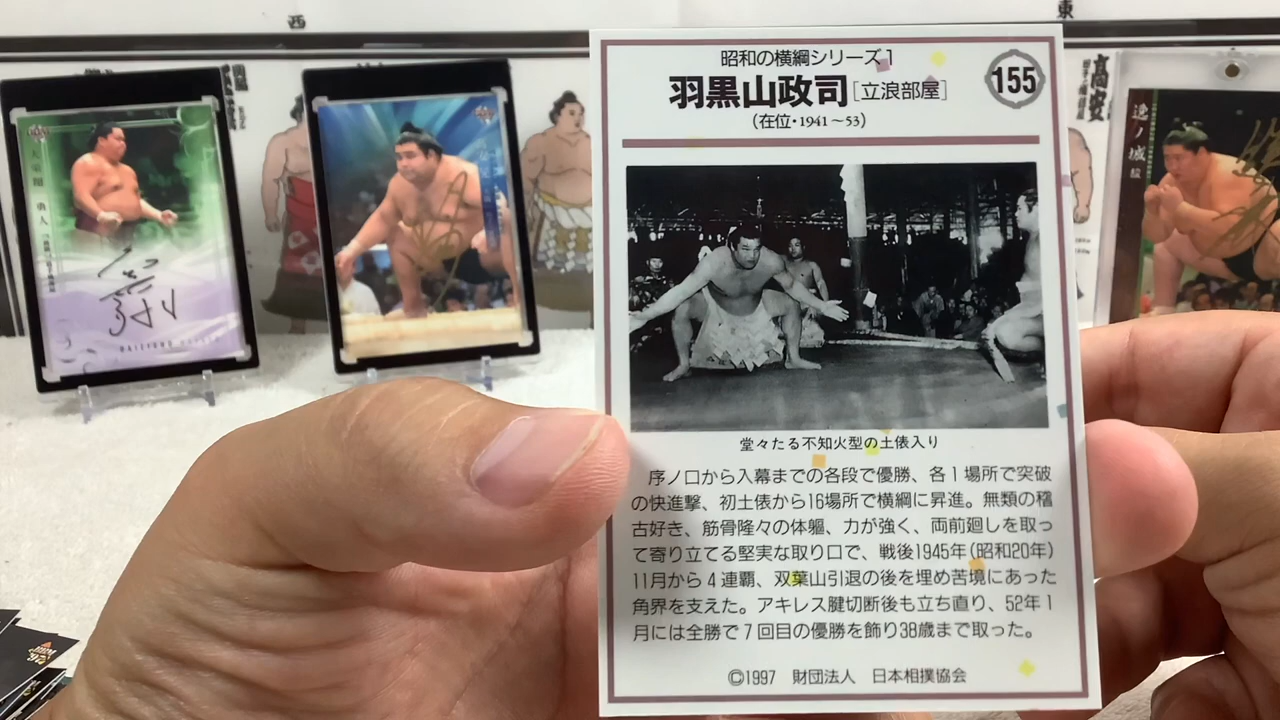 西
東
昭和の横綱シリーズ1
羽黒山政司[立浪部屋]
155
(在位・1941～53)
堂々たる不知火型の土俵入り
序ノ口から入幕までの各段で優勝、各1場所で突破
の快進撃、初土俵から16場所で横綱に昇進。無類の稽
古好き、筋骨隆々の体軀、力が強く、両前廻しを取っ
て寄り立てる堅実な取り口で、戦後1945年(昭和20年)
11月から4連覇、双葉山引退の後を埋め苦境にあった
角界を支えた。アキレス腱切断後も立ち直り、52年1
月には全勝で7回目の優勝を飾り38歳まで取った。
©1997 財団法人 日本相撲協会
大栄翔 勇人
高安
逸ノ城 駿